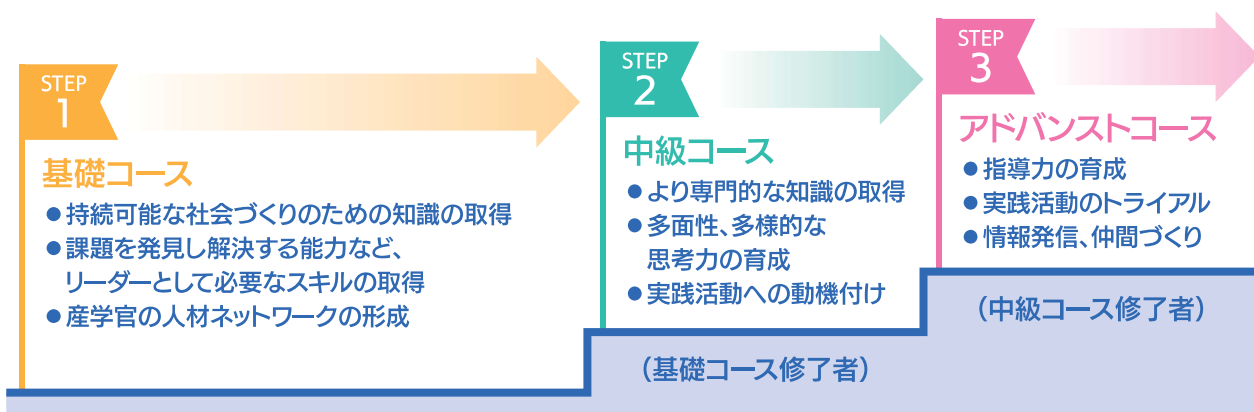 STEP
1
基礎コース
●持続可能な社会づくりのための知識の取得
●課題を発見し解決する能力など、
リーダーとして必要なスキルの取得
●産学官の人材ネットワークの形成
STEP
2
中級コース
●より専門的な知識の取得
●多面性、多様的な
思考力の育成
●実践活動への動機付け
(基礎コース修了者)
STEP
3
アドバンストコース
●指導力の育成
●実践活動のトライアル
●情報発信、仲間づくり
(中級コース修了者)